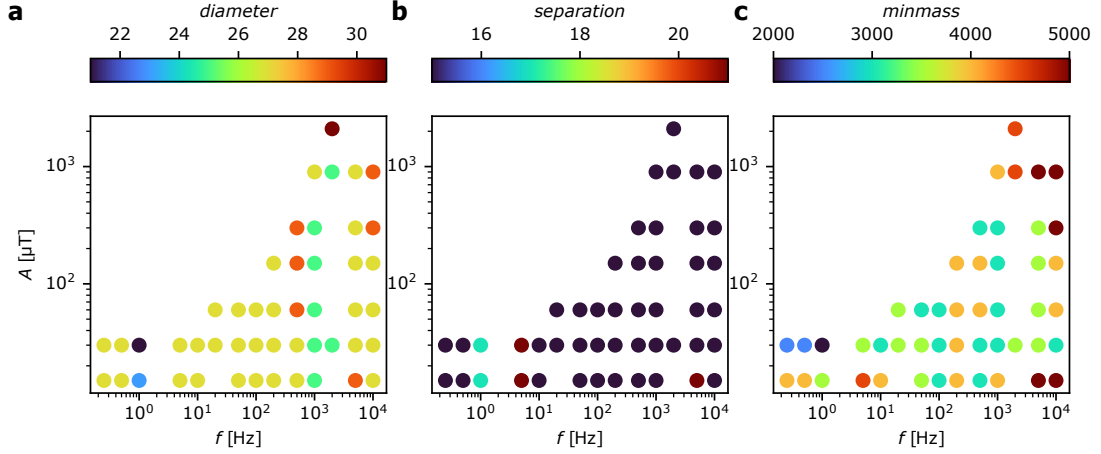 a diameter b separation c minmass
22 24 26 28 30 16 18 20 2000 3000 4000 5000
A [µT]
10³ 10³ 10³
10² 10² 10²
10⁰ 10¹ 10² 10³ 10⁴ 10⁰ 10¹ 10² 10³ 10⁴ 10⁰ 10¹ 10² 10³ 10⁴
f [Hz] f [Hz] f [Hz]